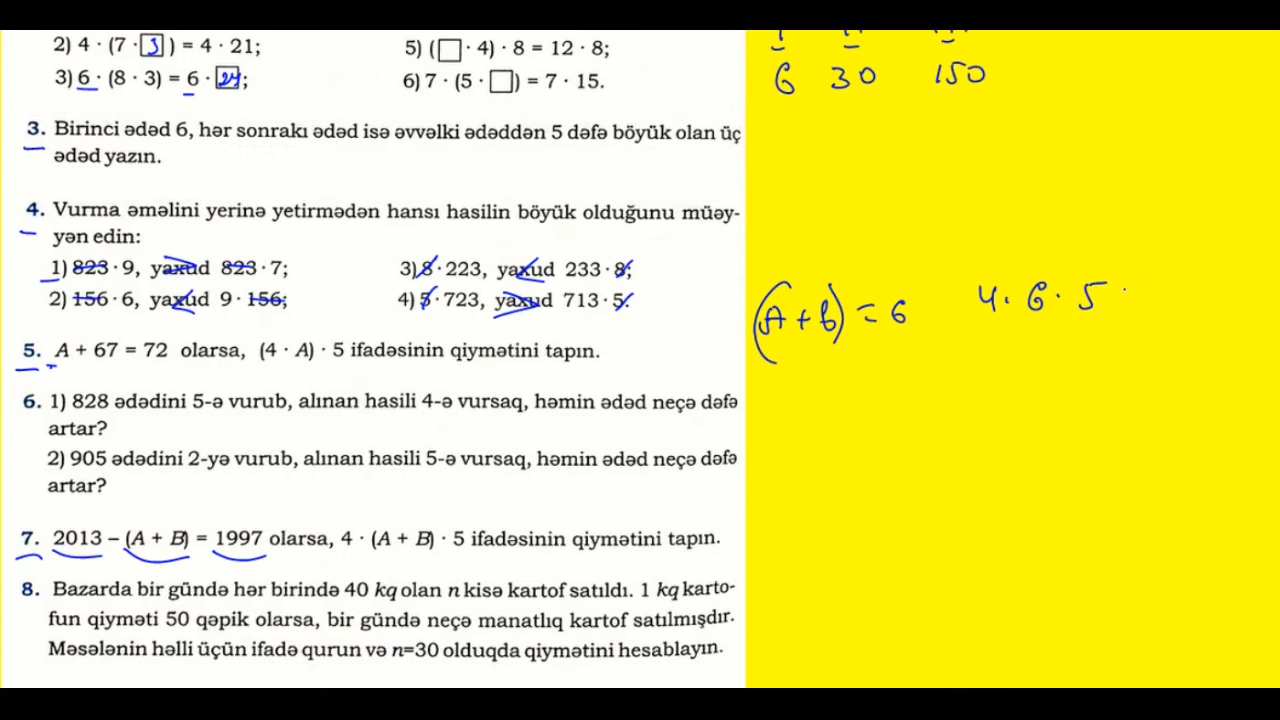 2) 4 · (7 · 3 ) = 4 · 21;
5) (□ · 4) · 8 = 12 · 8;
3) 6 · (8 · 3) = 6 · 24;
6) 7 · (5 · □) = 7 · 15.
6 30 150
3. Birinci ədəd 6, hər sonrakı ədəd isə əvvəlki ədəddən 5 dəfə böyük olan üç
ədəd yazın.
4. Vurma əməlini yerinə yetirmədən hansı hasilin böyük olduğunu müəy-
yən edin:
1) 823 · 9, yaxud 823 · 7;
3) 8 · 223, yaxud 233 · 8;
2) 156 · 6, yaxud 9 · 156;
4) 5 · 723, yaxud 713 · 5.
(A + B) = 6 4 · 6 · 5 ·
5. A + 67 = 72 olarsa, (4 · A) · 5 ifadəsinin qiymətini tapın.
6. 1) 828 ədədini 5-ə vurub, alınan hasili 4-ə vursaq, həmin ədəd neçə dəfə
artar?
2) 905 ədədini 2-yə vurub, alınan hasili 5-ə vursaq, həmin ədəd neçə dəfə
artar?
7. 2013 – (A + B) = 1997 olarsa, 4 · (A + B) · 5 ifadəsinin qiymətini tapın.
8. Bazarda bir gündə hər birində 40 kq olan n kisə kartof satıldı. 1 kq karto-
fun qiyməti 50 qəpik olarsa, bir gündə neçə manatlıq kartof satılmışdır.
Məsələnin həlli üçün ifadə qurun və n=30 olduqda qiymətini hesablayın.